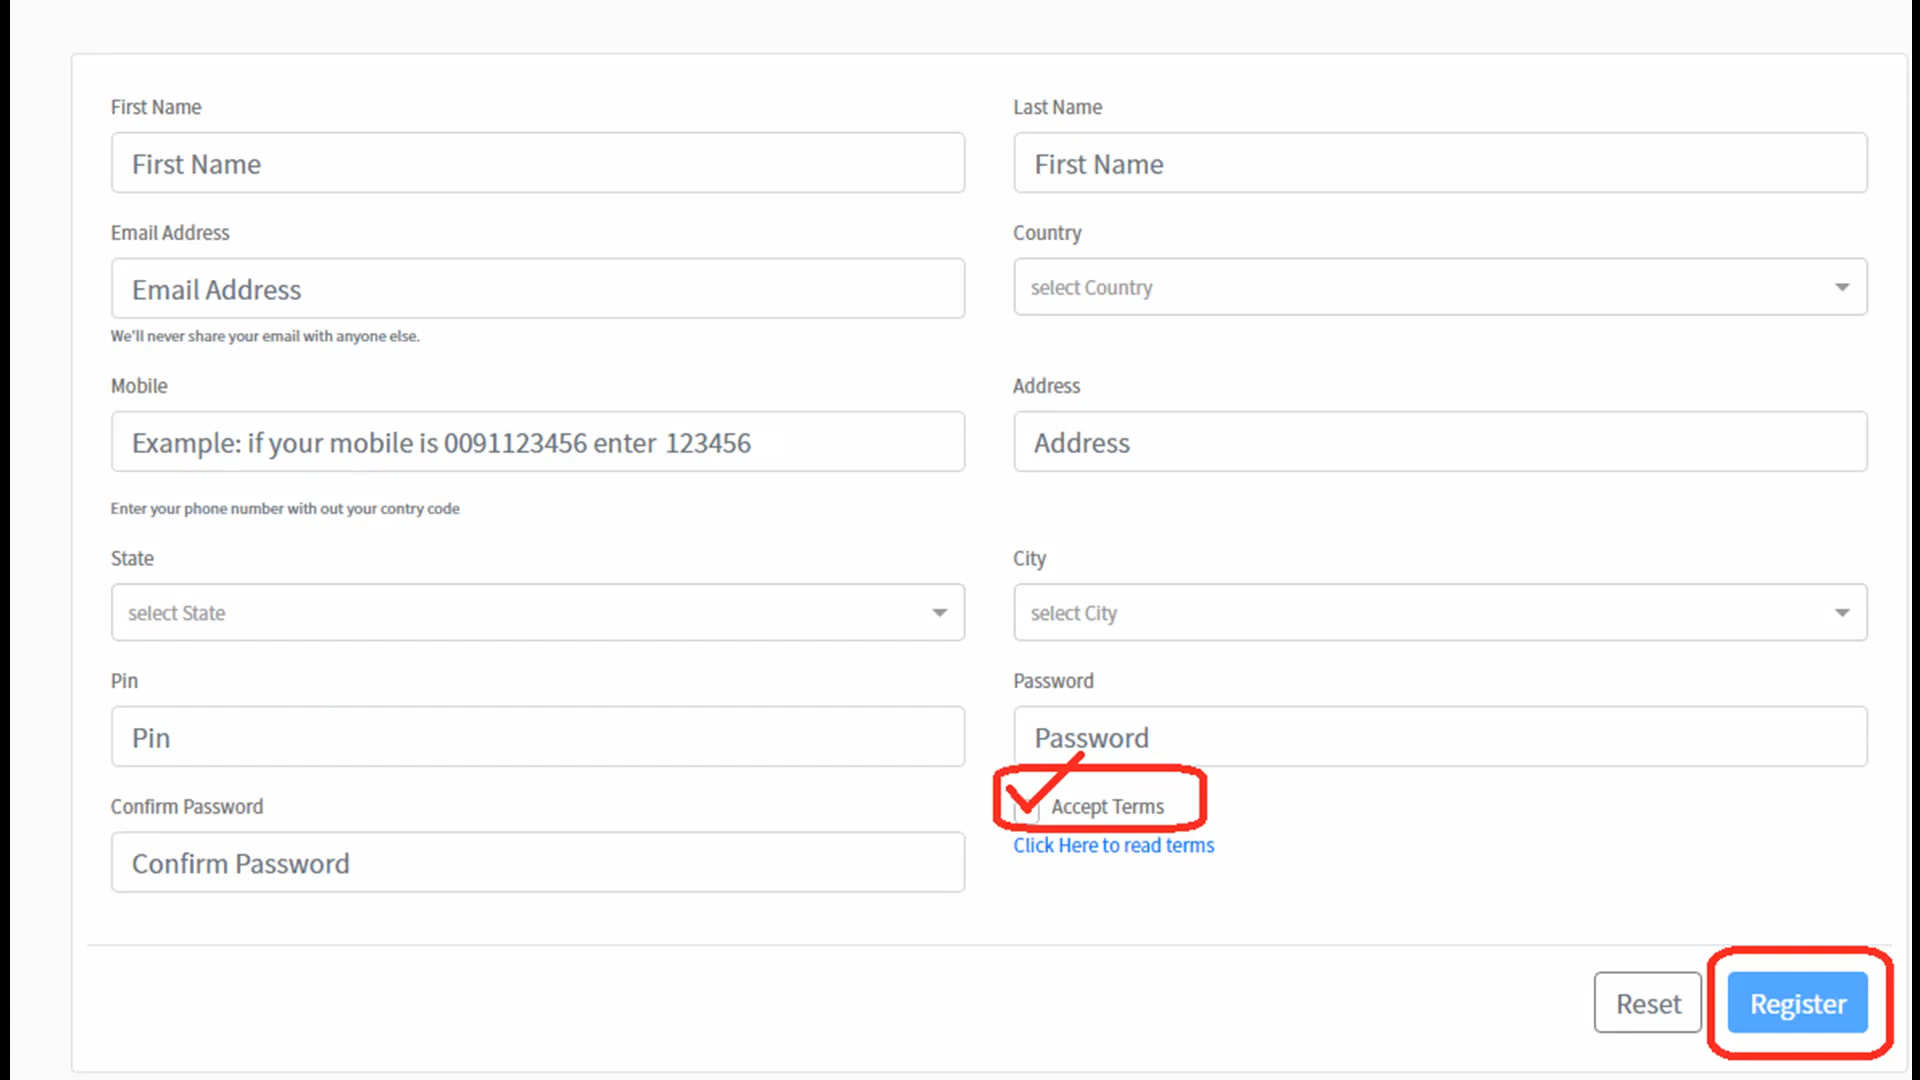 First Name
First Name
Last Name
First Name
Email Address
Email Address
We'll never share your email with anyone else.
Country
select Country
Mobile
Example: if your mobile is 0091123456 enter 123456
Enter your phone number with out your contry code
Address
Address
State
select State
City
select City
Pin
Pin
Password
Password
Confirm Password
Confirm Password
Accept Terms
Click Here to read terms
Reset
Register